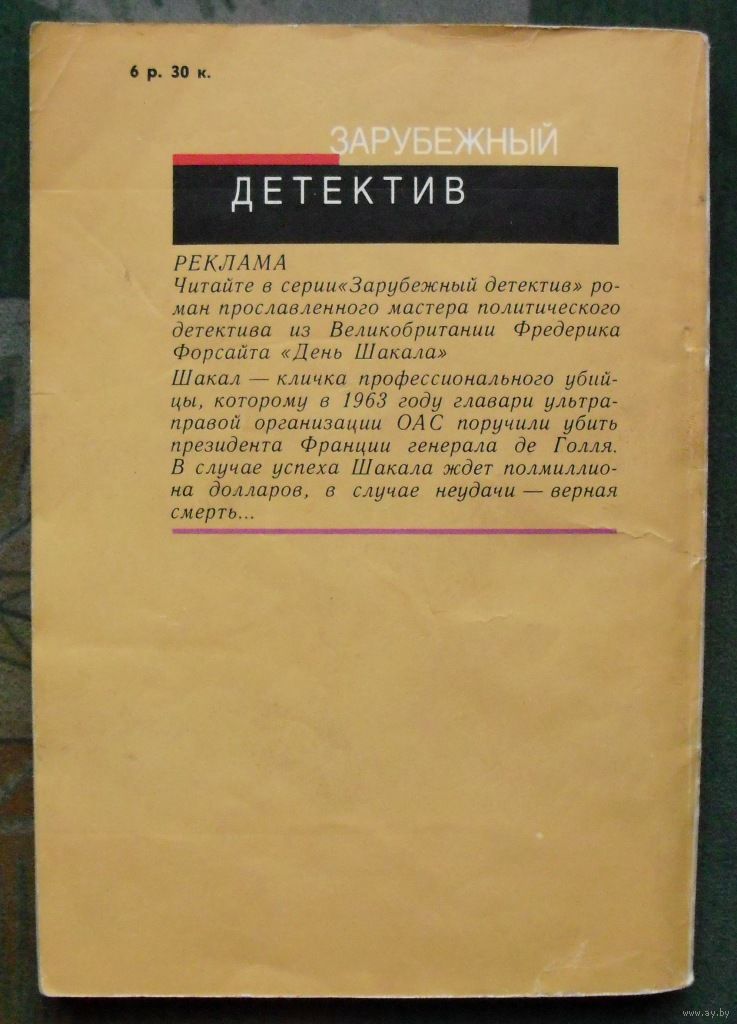 6 р. 30 к.
ЗАРУБЕЖНЫЙ
ДЕТЕКТИВ
РЕКЛАМА
Читайте в серии «Зарубежный детектив» ро-
ман прославленного мастера политического
детектива из Великобритании Фредерика
Форсайта «День Шакала»
Шакал — кличка профессионального убий-
цы, которому в 1963 году главари ультра-
правой организации ОАС поручили убить
президента Франции генерала де Голля.
В случае успеха Шакала ждет полмиллио-
на долларов, в случае неудачи — верная
смерть...
www.ay.by